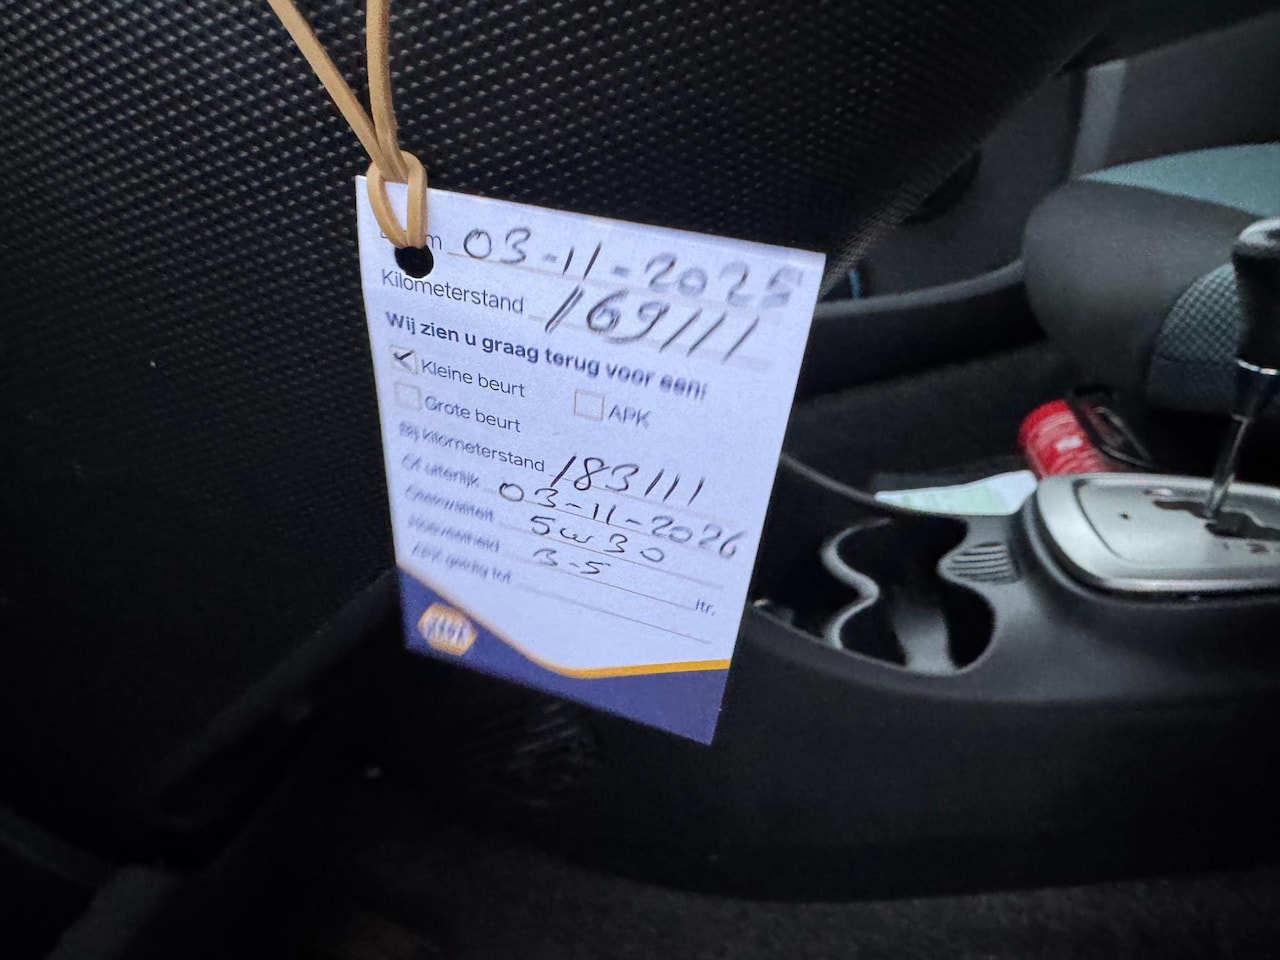 03-11-2025
Kilometerstand 169111
Wij zien u graag terug voor een:
✓ Kleine beurt
APK
Grote beurt
Bij kilometerstand 183111
Of uiterlijk 03-11-2026
Oliekwaliteit 5w30
Hoeveelheid 3-5 ltr.
APK geldig tot